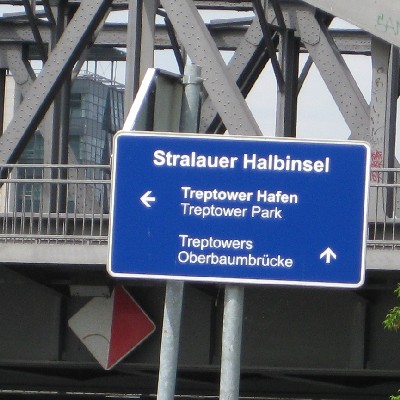 Stralauer Halbinsel
Treptower Hafen
Treptower Park
Treptowers
Oberbaumbrücke